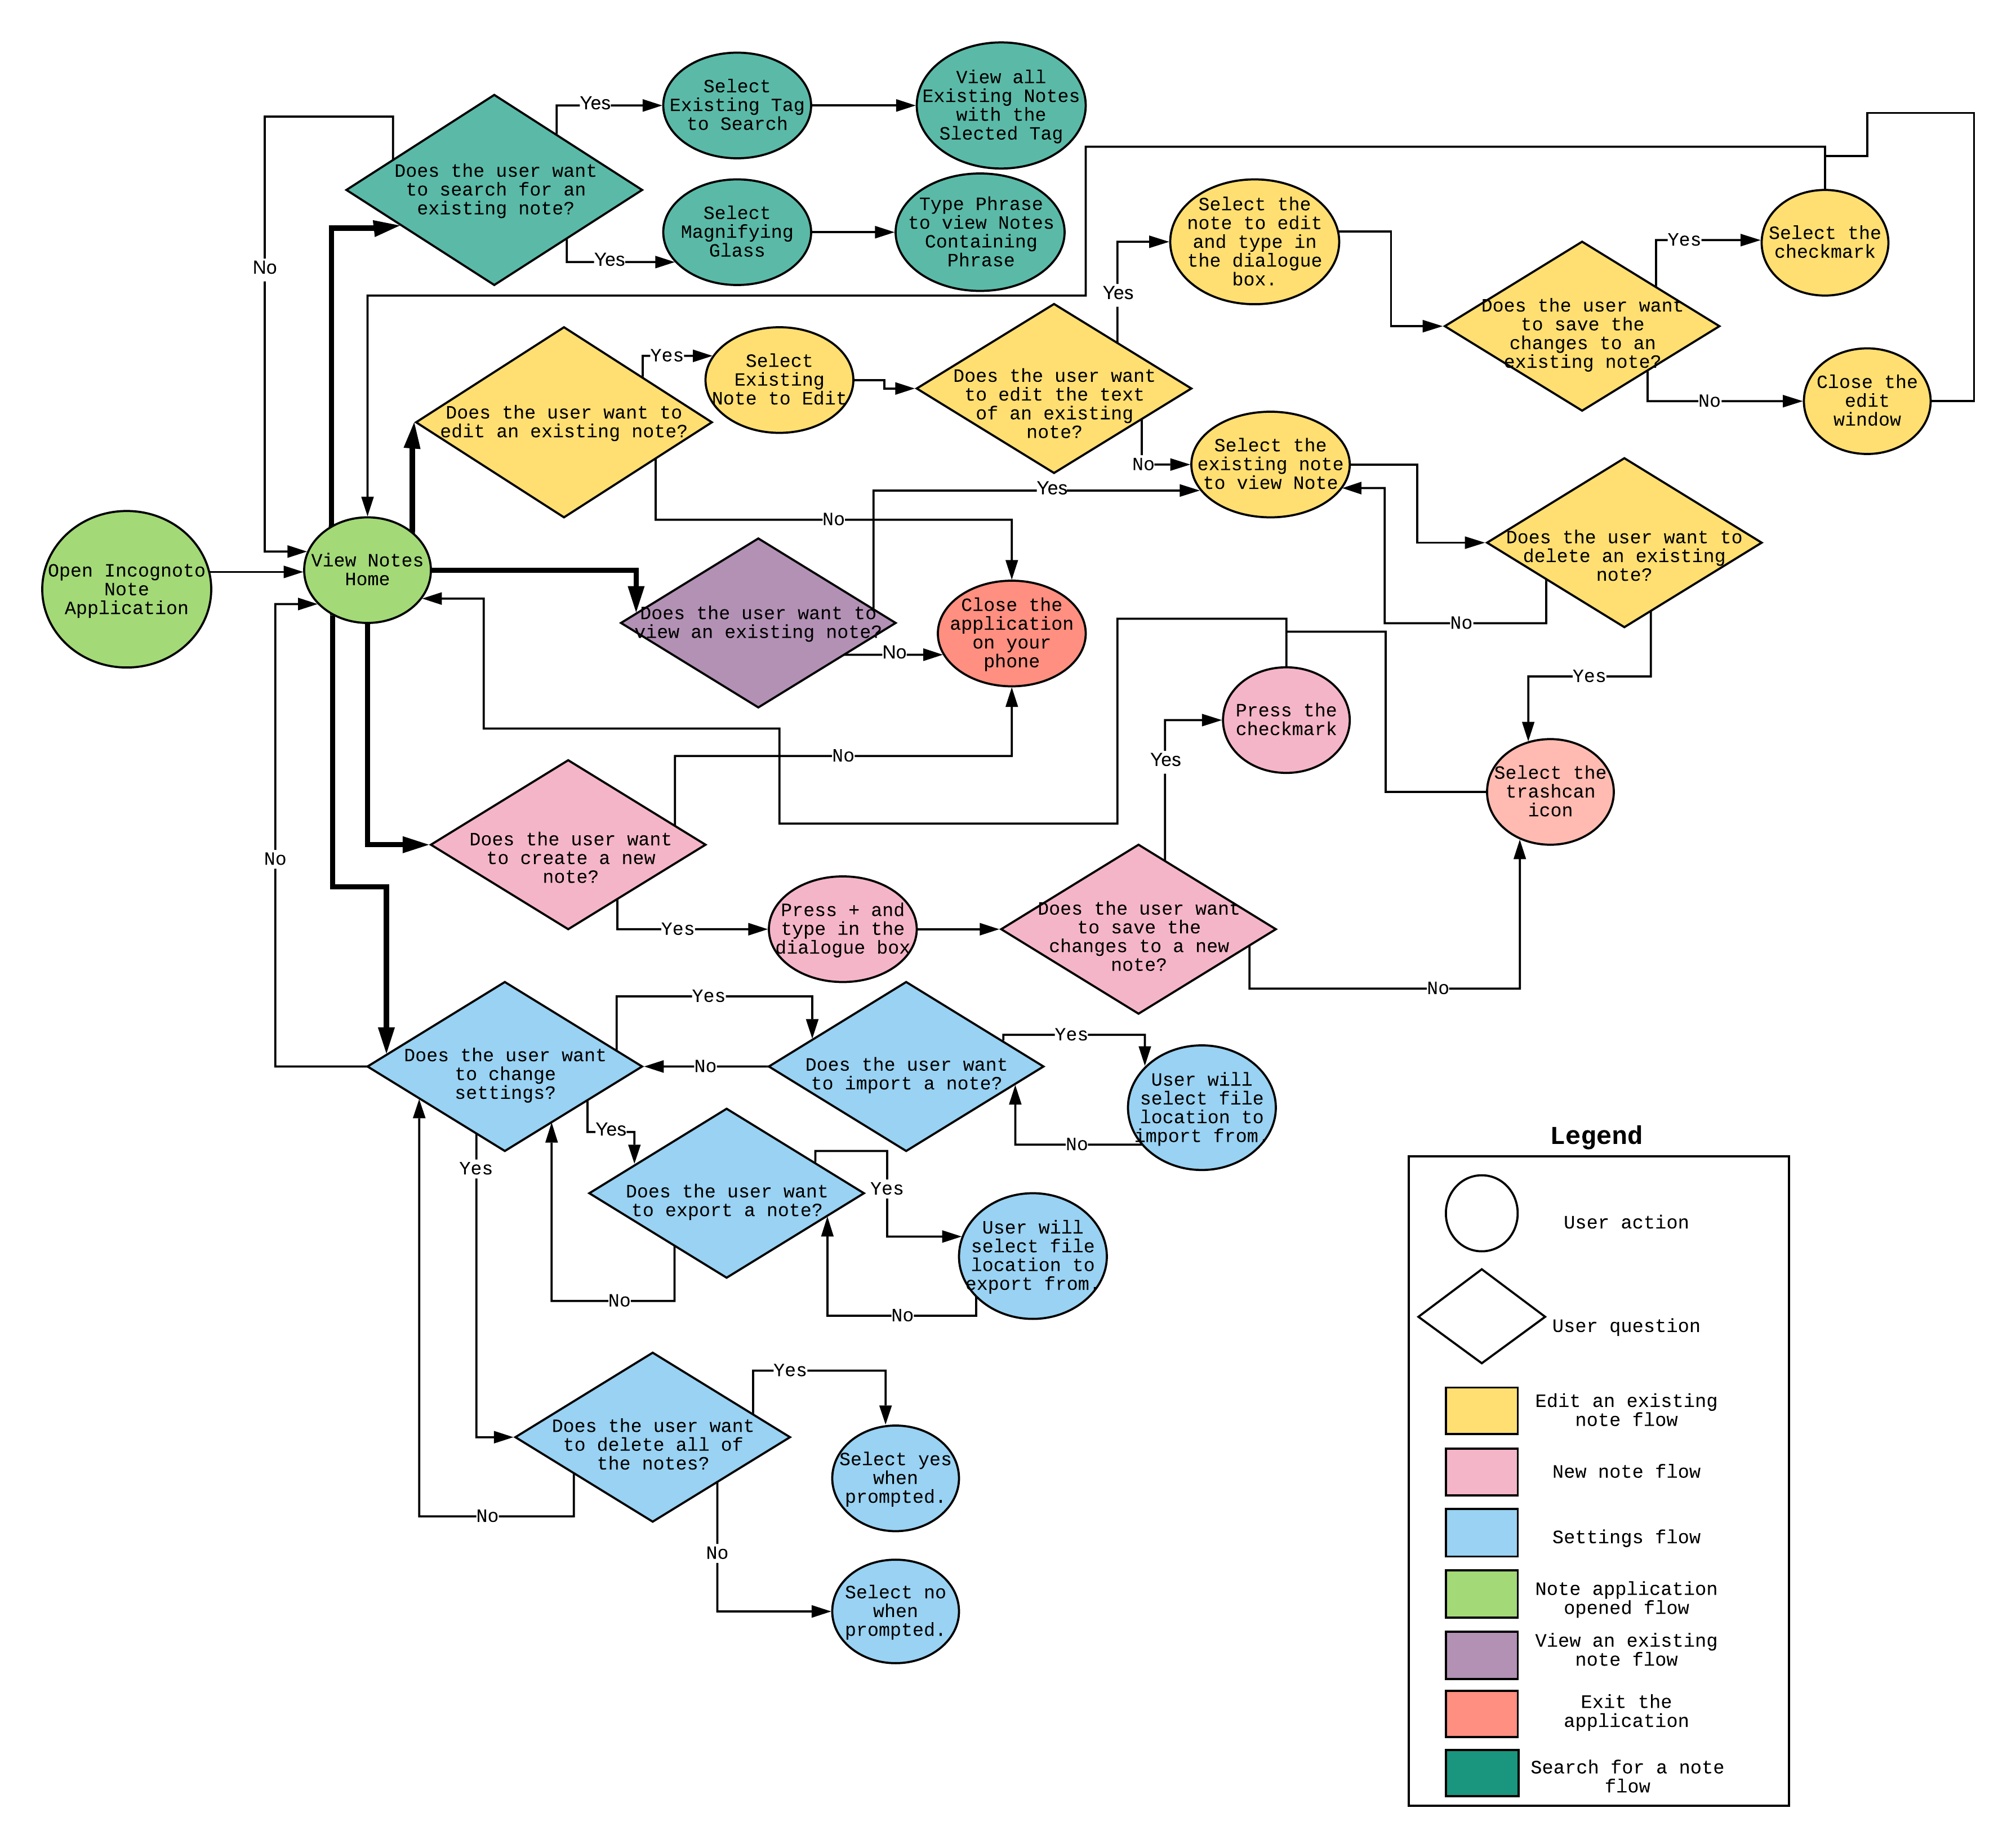 Select
Existing Tag
to Search
View all
Existing Notes
with the
Slected Tag
Yes
Does the user want
to search for an
existing note?
Yes
Select
Magnifying
Glass
Type Phrase
to view Notes
Containing
Phrase
No
Select the
note to edit
and type in
the dialogue
box.
Yes
Select the
checkmark
Yes
Does the user want
to save the
changes to an
existing note?
No
Close the
edit
window
Does the user want to
edit an existing note?
Yes
Select
Existing
Note to Edit
Does the user want
to edit the text
of an existing
note?
No
Select the
existing note
to view Note
Yes
No
Does the user want to
delete an existing
note?
No
Yes
Open Incognoto
Note
Application
View Notes
Home
Does the user want to
view an existing note?
No
Close the
application
on your
phone
No
Press the
checkmark
Yes
Select the
trashcan
icon
Does the user want
to create a new
note?
Yes
Press + and
type in the
dialogue box
Does the user want
to save the
changes to a new
note?
No
No
Does the user want
to change
settings?
Yes
No
Does the user want
to import a note?
Yes
User will
select file
location to
import from.
No
Yes
Does the user want
to export a note?
Yes
User will
select file
location to
export from.
No
No
Yes
Does the user want
to delete all of
the notes?
Yes
Select yes
when
prompted.
No
No
Select no
when
prompted.
Legend
User action
User question
Edit an existing
note flow
New note flow
Settings flow
Note application
opened flow
View an existing
note flow
Exit the
application
Search for a note
flow